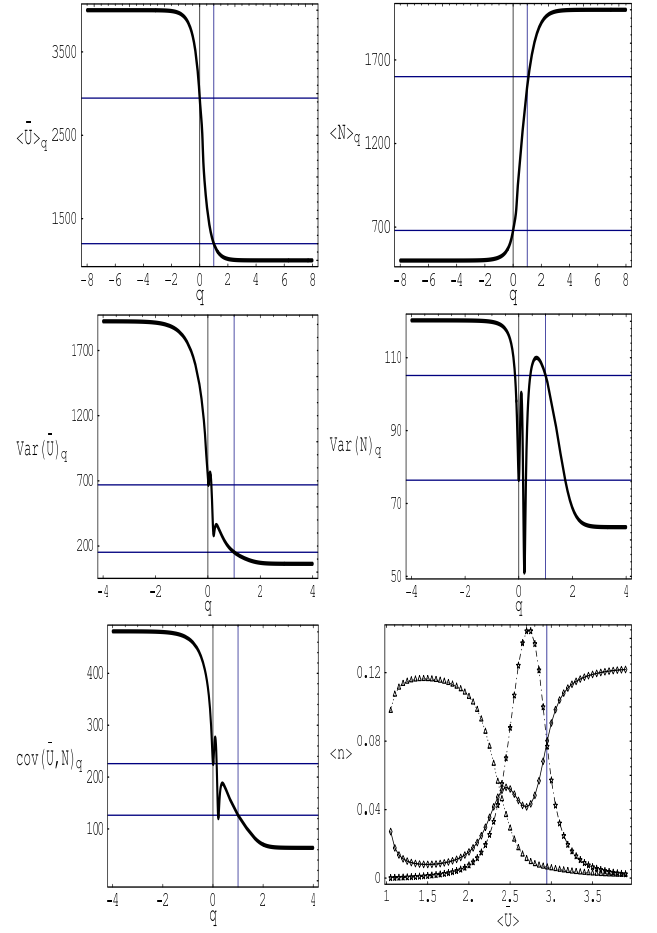 3500
2500
1500
<Ū>q
-8 -6 -4 -2 0 2 4 6 8
q
1700
1200
700
<N>q
-8 -6 -4 -2 0 2 4 6 8
q
1700
1200
700
200
Var(Ū)q
-4 -2 0 2 4
q
110
90
70
50
Var(N)q
-4 -2 0 2 4
q
400
300
200
100
cov(Ū,N)q
-4 -2 0 2 4
q
0.12
0.08
0.04
0
<n>
1 1.5 2. 2.5 3. 3.5
<Ū>